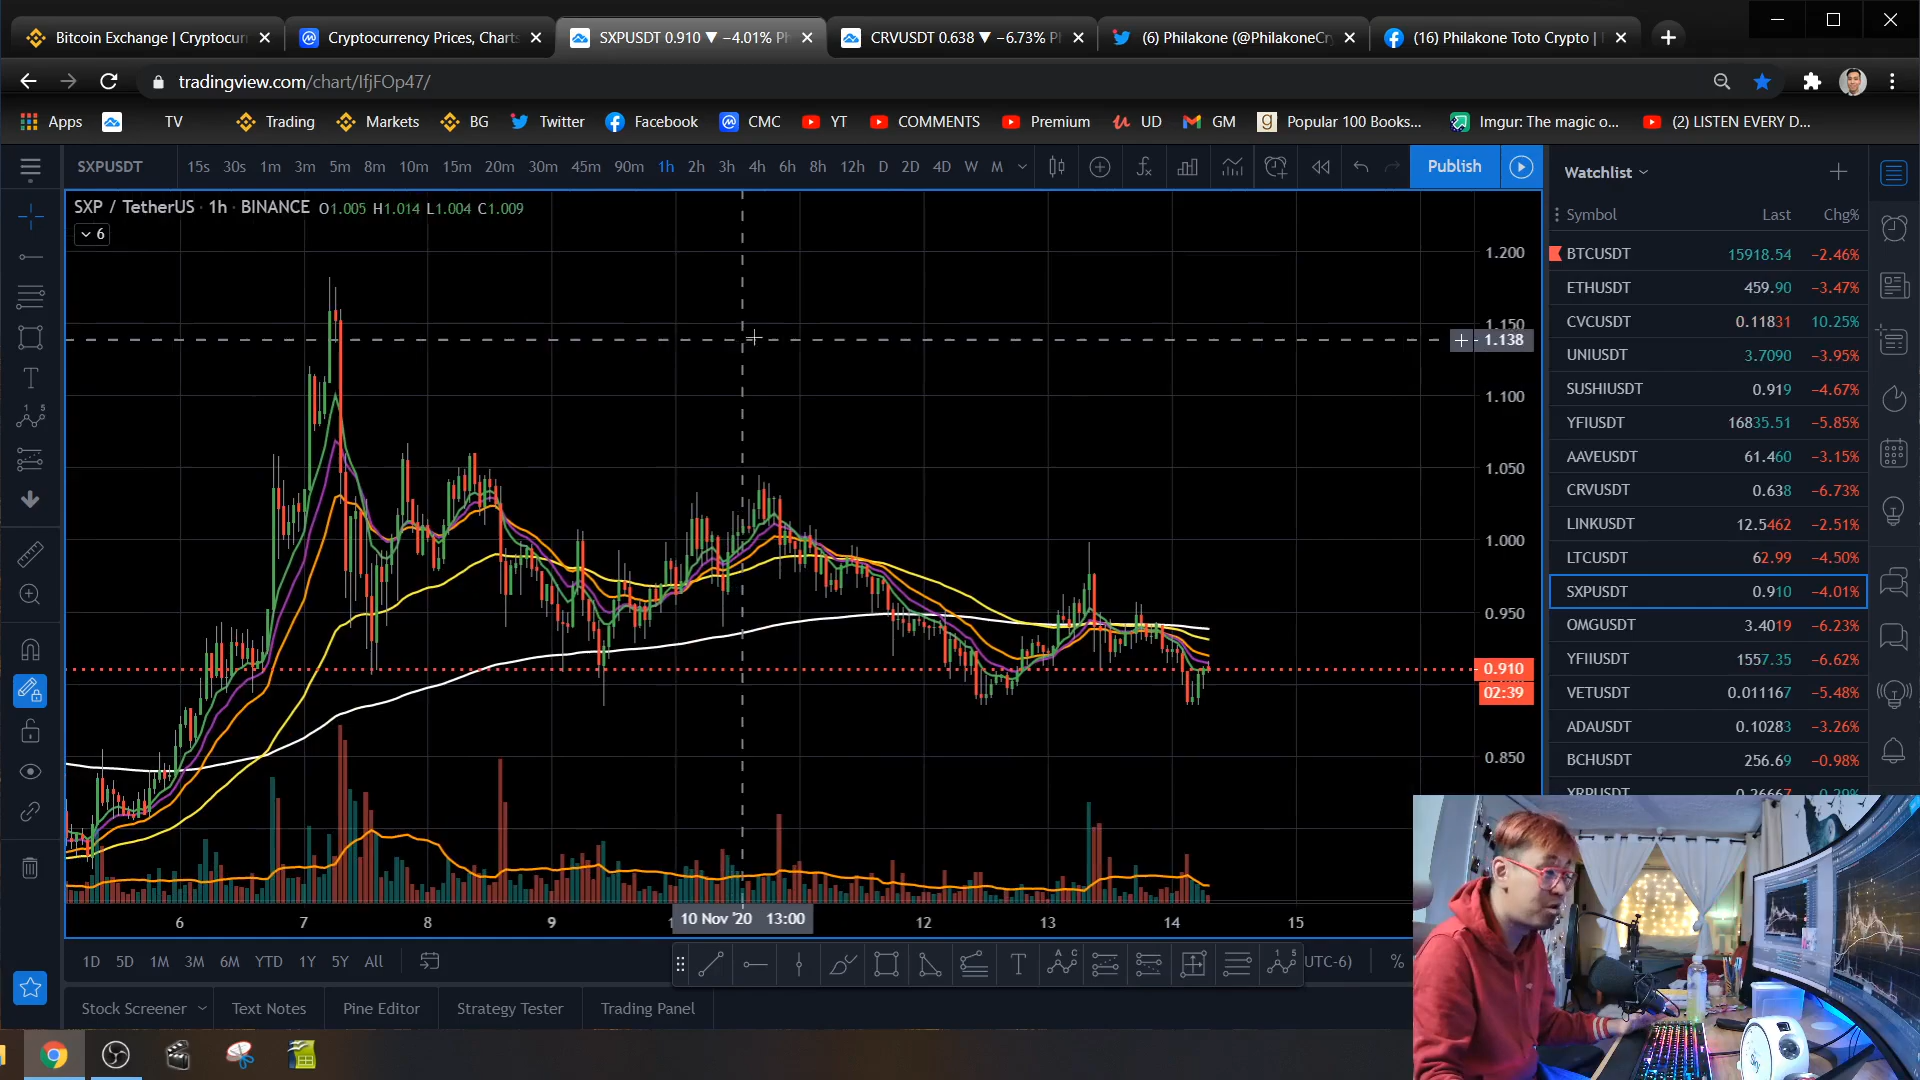 Bitcoin Exchange | Cryptocurr
Cryptocurrency Prices, Charts
SXPUSDT 0.910 ▼ −4.01% Ph
CRVUSDT 0.638 ▼ −6.73% P
(6) Philakone (@PhilakoneCr
(16) Philakone Toto Crypto |
tradingview.com/chart/IfjFOp47/
Apps TV Trading Markets BG Twitter Facebook CMC YT COMMENTS Premium UD GM Popular 100 Books... Imgur: The magic o... (2) LISTEN EVERY D...
SXPUSDT 15s 30s 1m 3m 5m 8m 10m 15m 20m 30m 45m 90m 1h 2h 3h 4h 6h 8h 12h D 2D 4D W M Publish
SXP / TetherUS · 1h · BINANCE O1.005 H1.014 L1.004 C1.009
6
1.200
1.150
1.138
1.100
1.050
1.000
0.950
0.910
02:39
0.850
6 7 8 9 10 Nov '20 13:00 12 13 14 15
1D 5D 1M 3M 6M YTD 1Y 5Y All
UTC-6) %
Stock Screener Text Notes Pine Editor Strategy Tester Trading Panel
Watchlist
Symbol Last Chg%
BTCUSDT 15918.54 −2.46%
ETHUSDT 459.90 −3.47%
CVCUSDT 0.11831 10.25%
UNIUSDT 3.7090 −3.95%
SUSHIUSDT 0.919 −4.67%
YFIUSDT 16835.51 −5.85%
AAVEUSDT 61.460 −3.15%
CRVUSDT 0.638 −6.73%
LINKUSDT 12.5462 −2.51%
LTCUSDT 62.99 −4.50%
SXPUSDT 0.910 −4.01%
OMGUSDT 3.4019 −6.23%
YFIIUSDT 1557.35 −6.62%
VETUSDT 0.011167 −5.48%
ADAUSDT 0.10283 −3.26%
BCHUSDT 256.69 −0.98%
XRPUSDT 0.26667